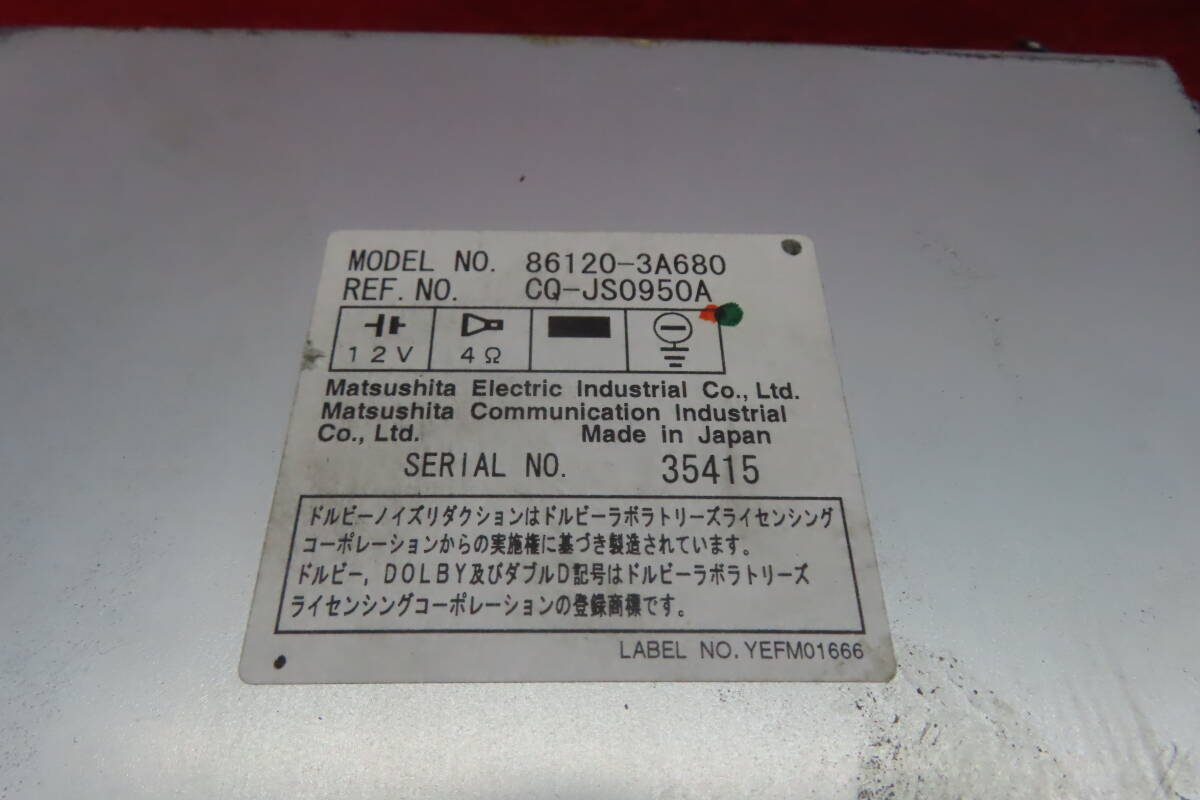 MODEL NO. 86120-3A680
REF. NO. CQ-JS0950A
12V 4Ω
Matsushita Electric Industrial Co., Ltd.
Matsushita Communication Industrial
Co., Ltd. Made in Japan
SERIAL NO. 35415
ドルビーノイズリダクションはドルビーラボラトリーズライセンシング
コーポレーションからの実施権に基づき製造されています。
ドルビー, DOLBY及びダブルD記号はドルビーラボラトリーズ
ライセンシングコーポレーションの登録商標です。
LABEL NO. YEFM01666